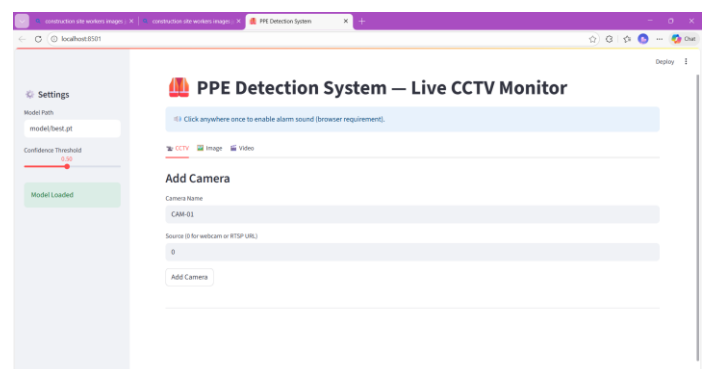 construction site workers images
construction site workers images
PPE Detection System
localhost:8501
Chat
Deploy
Settings
Model Path
model/best.pt
Confidence Threshold
0.50
Model Loaded
PPE Detection System — Live CCTV Monitor
Click anywhere once to enable alarm sound (browser requirement).
CCTV Image Video
Add Camera
Camera Name
CAM-01
Source (0 for webcam or RTSP URL)
0
Add Camera